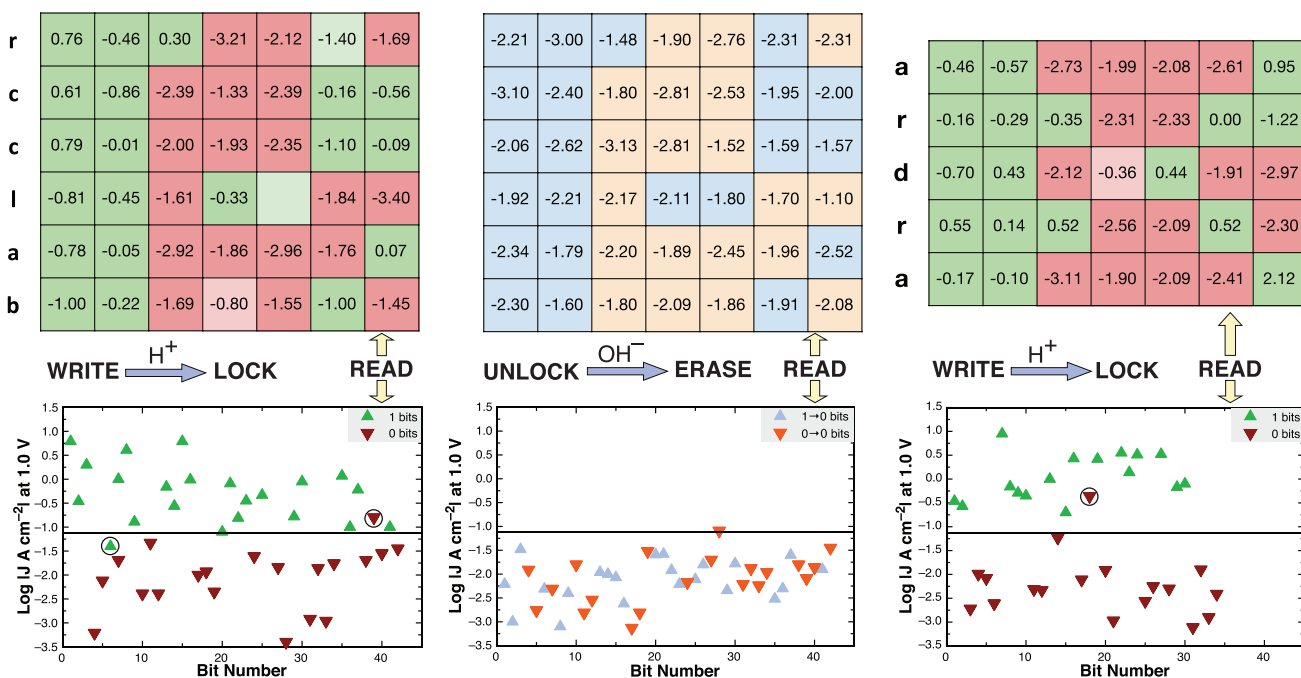 r 0.76 -0.46 0.30 -3.21 -2.12 -1.40 -1.69
c 0.61 -0.86 -2.39 -1.33 -2.39 -0.16 -0.56
c 0.79 -0.01 -2.00 -1.93 -2.35 -1.10 -0.09
l -0.81 -0.45 -1.61 -0.33 -1.84 -3.40
a -0.78 -0.05 -2.92 -1.86 -2.96 -1.76 0.07
b -1.00 -0.22 -1.69 -0.80 -1.55 -1.00 -1.45
WRITE H⁺ LOCK READ
1.5
1.0
0.5
0.0
−0.5
−1.0
−1.5
−2.0
−2.5
−3.0
−3.5
Log |J A cm⁻²| at 1.0 V
1 bits
0 bits
0 10 20 30 40
Bit Number
-2.21 -3.00 -1.48 -1.90 -2.76 -2.31 -2.31
-3.10 -2.40 -1.80 -2.81 -2.53 -1.95 -2.00
-2.06 -2.62 -3.13 -2.81 -1.52 -1.59 -1.57
-1.92 -2.21 -2.17 -2.11 -1.80 -1.70 -1.10
-2.34 -1.79 -2.20 -1.89 -2.45 -1.96 -2.52
-2.30 -1.60 -1.80 -2.09 -1.86 -1.91 -2.08
UNLOCK OH⁻ ERASE READ
1.5
1.0
0.5
0.0
−0.5
−1.0
−1.5
−2.0
−2.5
−3.0
−3.5
Log |J A cm⁻²| at 1.0 V
1→0 bits
0→0 bits
0 10 20 30 40
Bit Number
a -0.46 -0.57 -2.73 -1.99 -2.08 -2.61 0.95
r -0.16 -0.29 -0.35 -2.31 -2.33 0.00 -1.22
d -0.70 0.43 -2.12 -0.36 0.44 -1.91 -2.97
r 0.55 0.14 0.52 -2.56 -2.09 0.52 -2.30
a -0.17 -0.10 -3.11 -1.90 -2.09 -2.41 2.12
WRITE H⁺ LOCK READ
1.5
1.0
0.5
0.0
−0.5
−1.0
−1.5
−2.0
−2.5
−3.0
−3.5
Log |J A cm⁻²| at 1.0 V
1 bits
0 bits
0 10 20 30 40
Bit Number